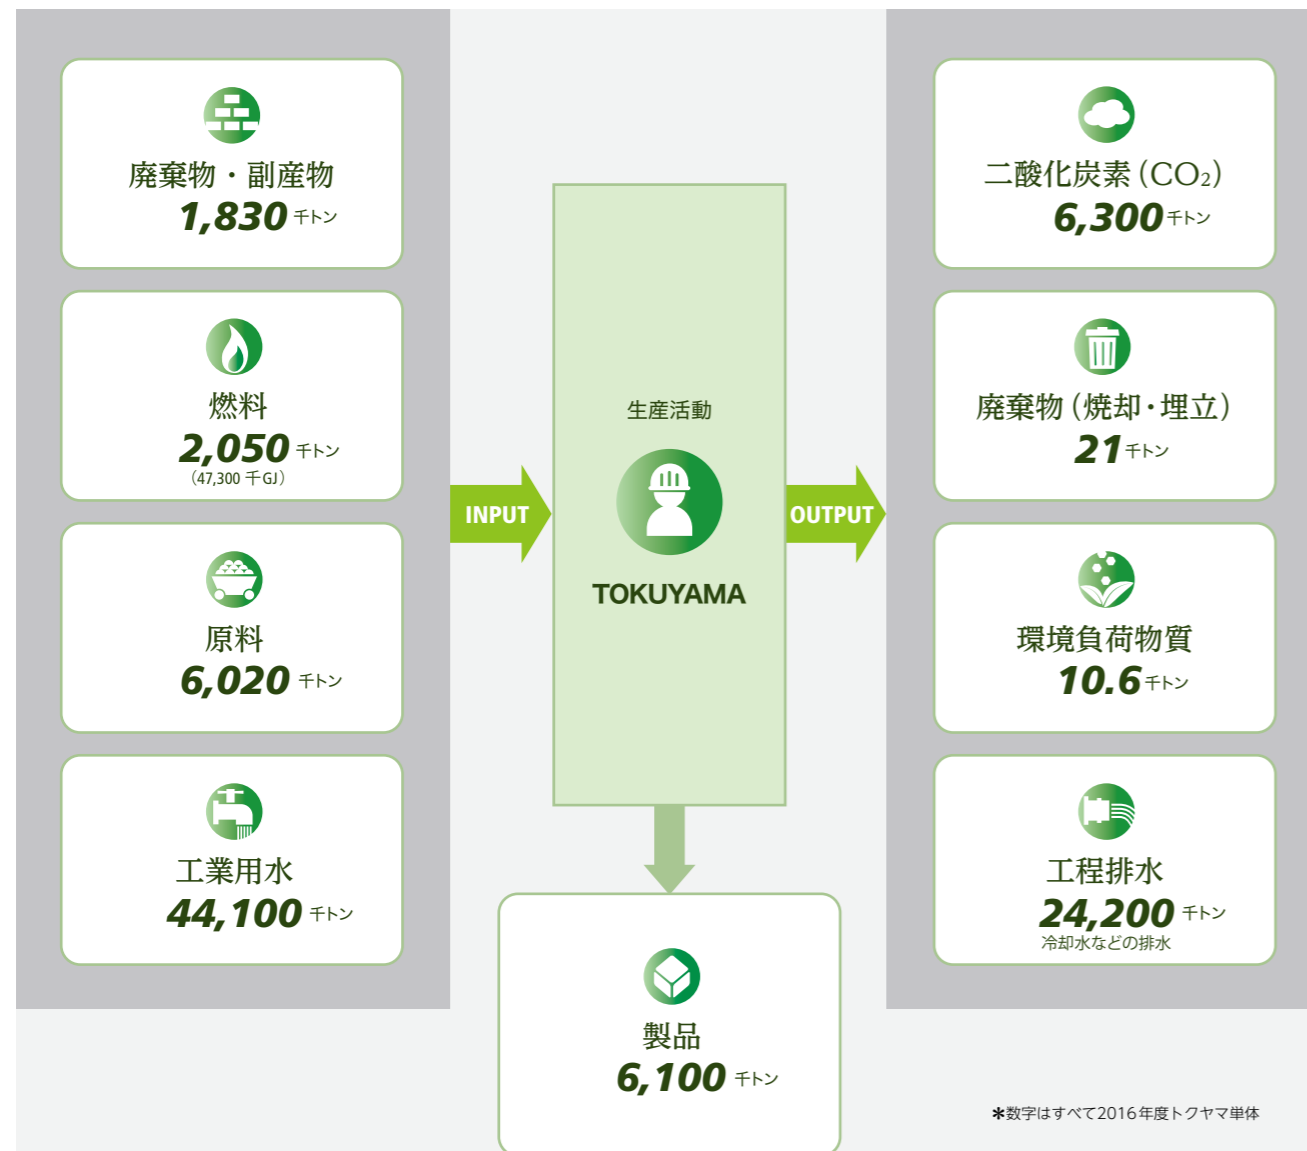 廃棄物・副産物
1,830 千トン
燃料
2,050 千トン
(47,300 千GJ)
原料
6,020 千トン
工業用水
44,100 千トン
INPUT
生産活動
TOKUYAMA
OUTPUT
製品
6,100 千トン
二酸化炭素(CO₂)
6,300 千トン
廃棄物(焼却・埋立)
21 千トン
環境負荷物質
10.6 千トン
工程排水
24,200 千トン
冷却水などの排水
＊数字はすべて2016年度トクヤマ単体